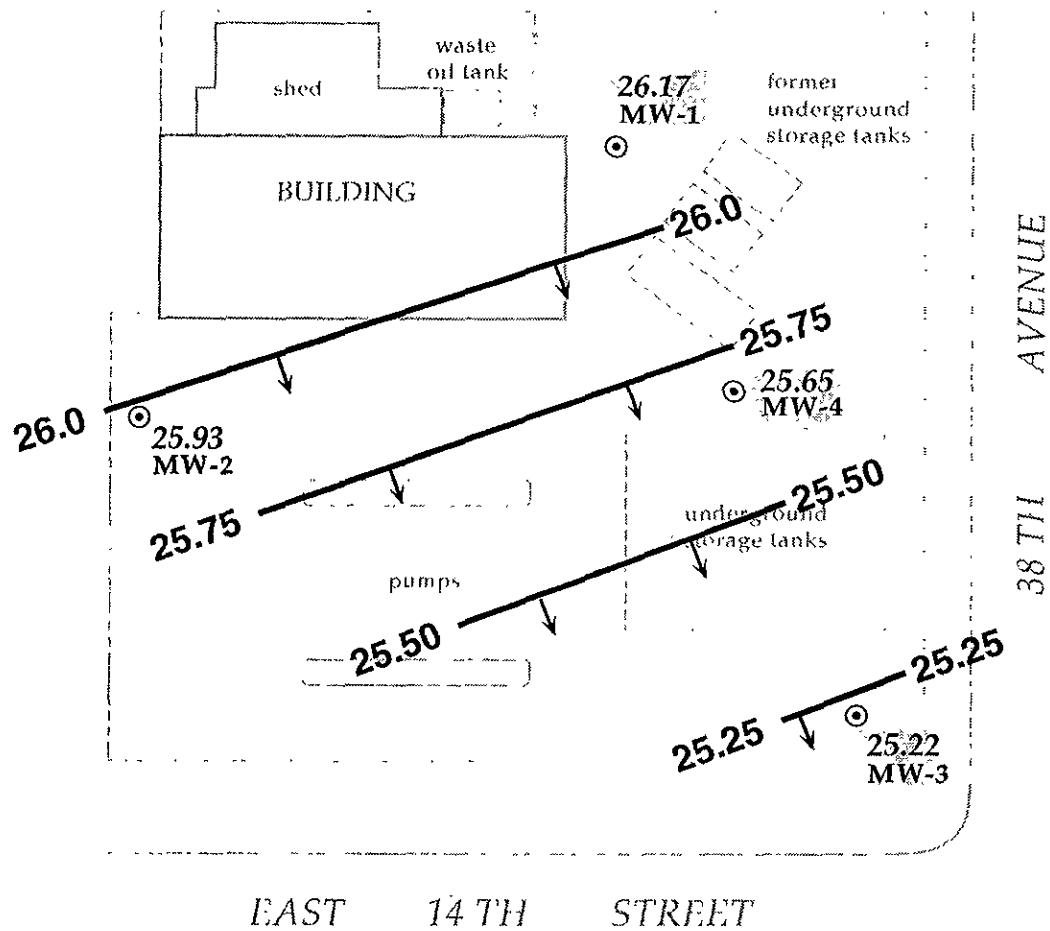 waste
oil tank
shed
26.17
MW-1
former
underground
storage tanks
BUILDING
26.0
AVENUE
25.75
25.65
MW-4
26.0
25.93
MW-2
25.50
25.75
underground
storage tanks
38 TH
pumps
25.50
25.25
25.25
25.22
MW-3
EAST 14 TH STREET